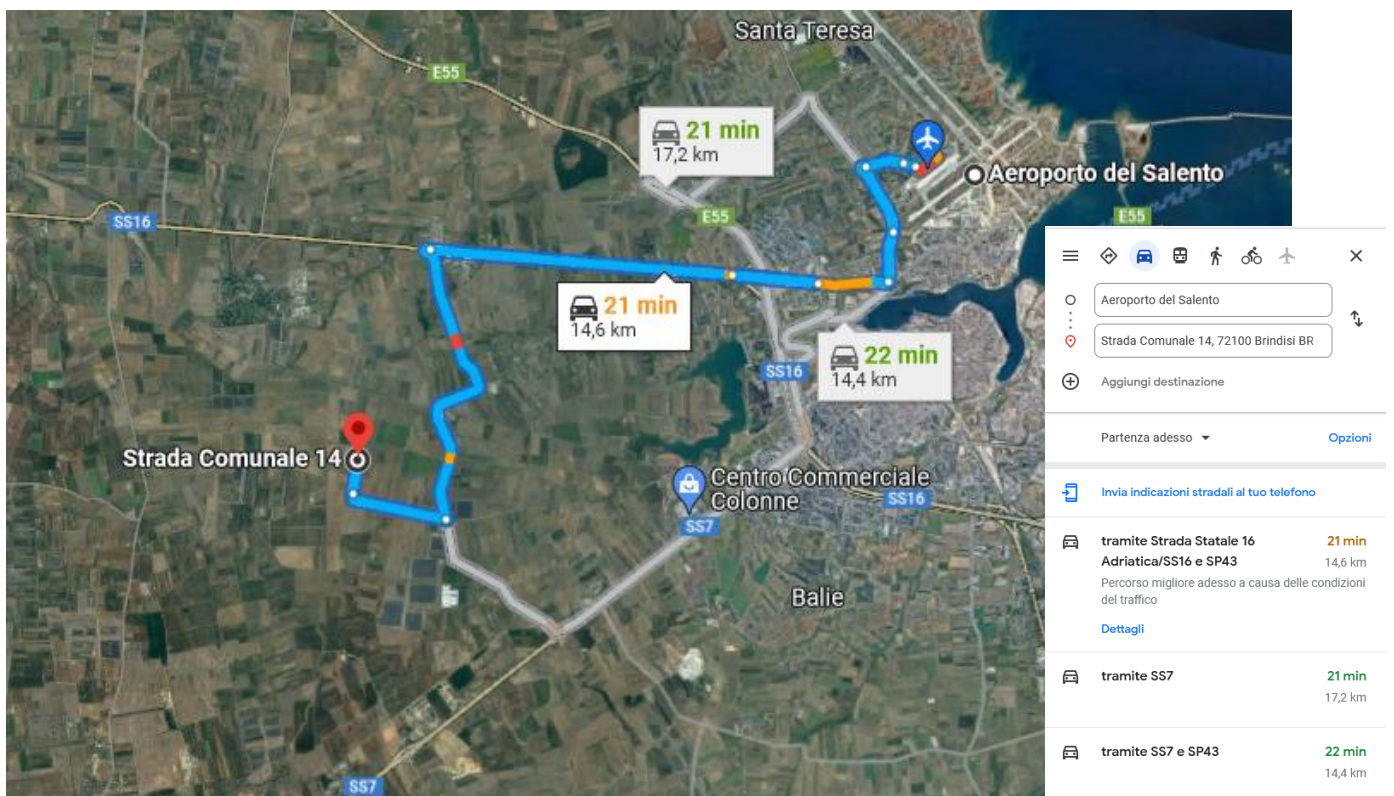 Santa Teresa
E55
21 min
17,2 km
Aeroporto del Salento
SS16
E55
E55
21 min
14,6 km
22 min
14,4 km
SS16
Strada Comunale 14
Centro Commerciale
Colonne
SS16
SS7
Balie
SS7
Aeroporto del Salento
Strada Comunale 14, 72100 Brindisi BR
Aggiungi destinazione
Partenza adesso
Opzioni
Invia indicazioni stradali al tuo telefono
tramite Strada Statale 16 21 min
Adriatica/SS16 e SP43 14,6 km
Percorso migliore adesso a causa delle condizioni
del traffico
Dettagli
tramite SS7 21 min
17,2 km
tramite SS7 e SP43 22 min
14,4 km